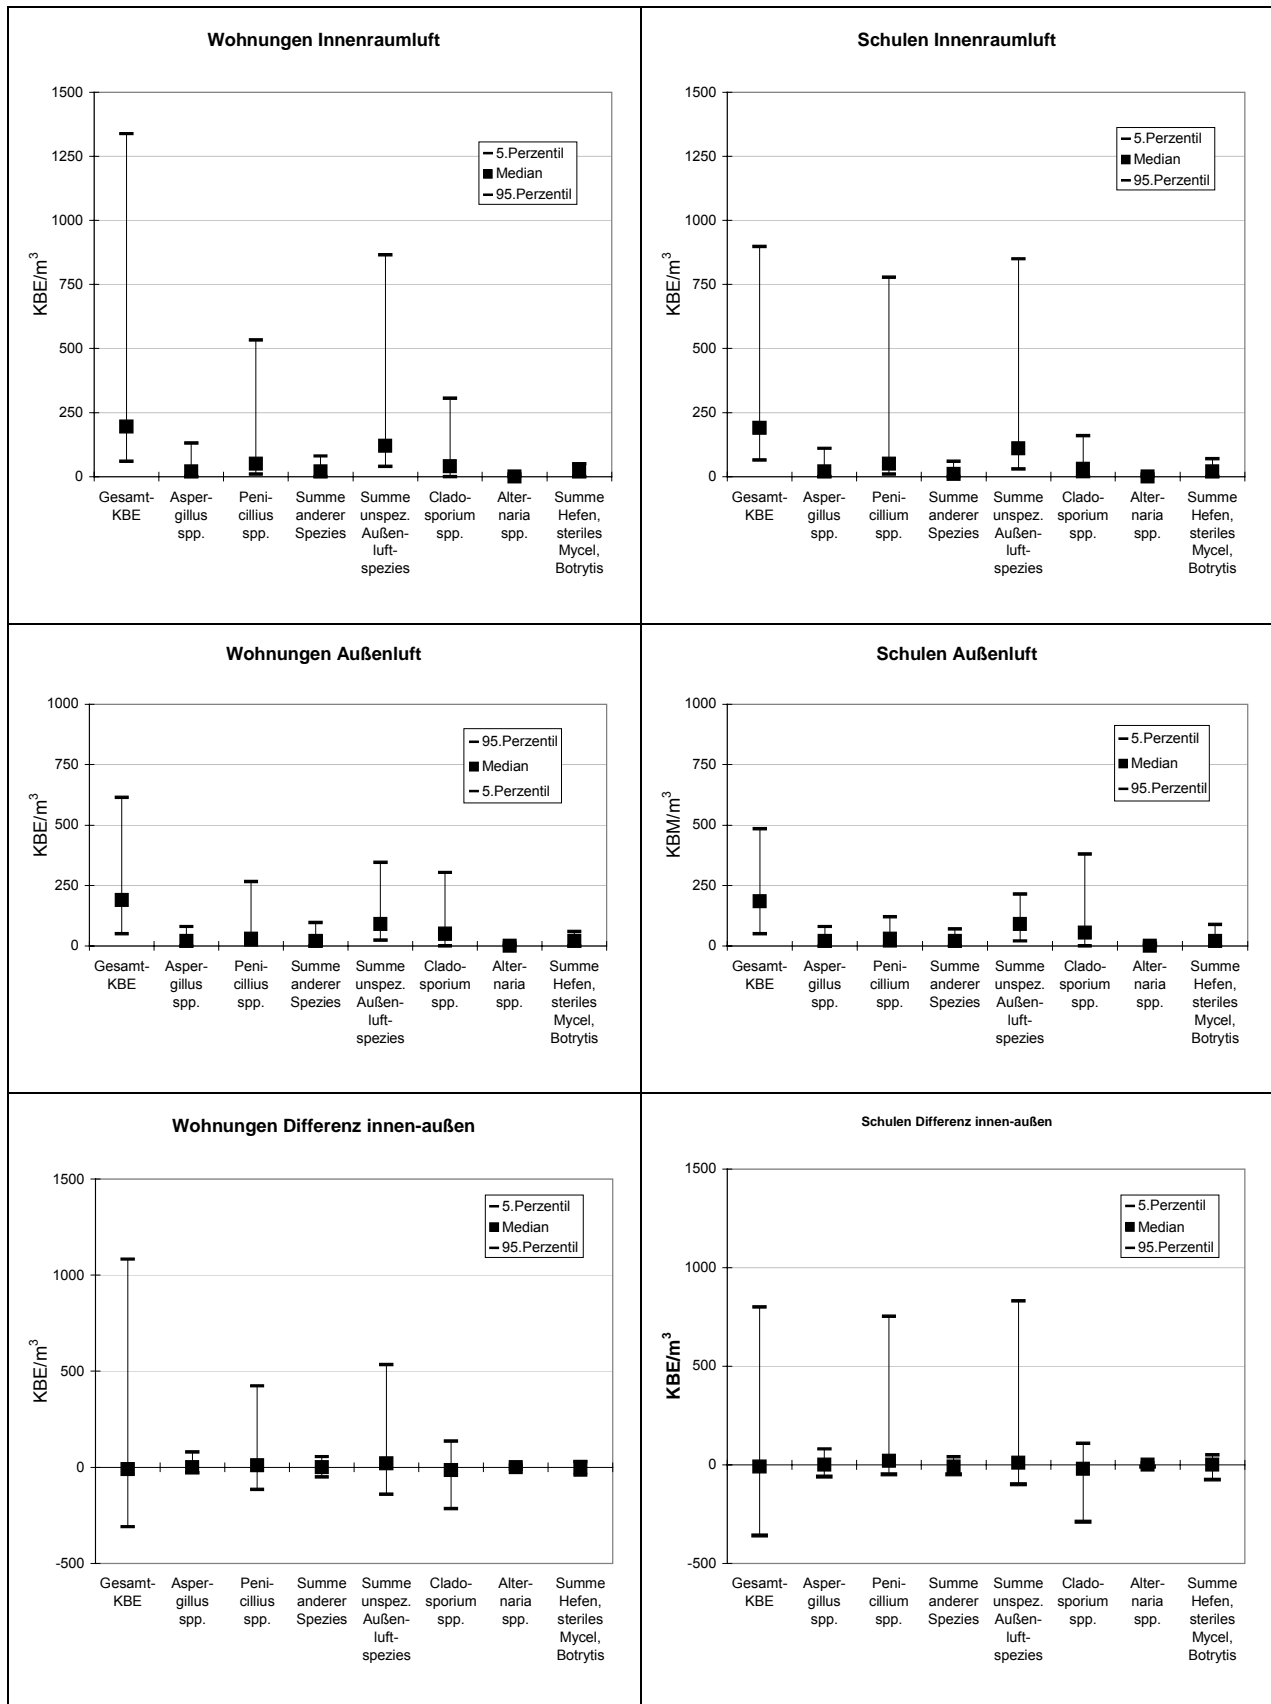 Wohnungen Innenraumluft
1500
1250
1000
750
500
250
0
KBE/m³
5.Perzentil
Median
95.Perzentil
Gesamt-
KBE
Asper-
gillus
spp.
Peni-
cillius
spp.
Summe
anderer
Spezies
Summe
unspez.
Außen-
luft-
spezies
Clado-
sporium
spp.
Alter-
naria
spp.
Summe
Hefen,
steriles
Mycel,
Botrytis
Schulen Innenraumluft
1500
1250
1000
750
500
250
0
KBE/m³
5.Perzentil
Median
95.Perzentil
Gesamt-
KBE
Asper-
gillus
spp.
Peni-
cillium
spp.
Summe
anderer
Spezies
Summe
unspez.
Außen-
luft-
spezies
Clado-
sporium
spp.
Alter-
naria
spp.
Summe
Hefen,
steriles
Mycel,
Botrytis
Wohnungen Außenluft
1000
750
500
250
0
KBE/m³
95.Perzentil
Median
5.Perzentil
Gesamt-
KBE
Asper-
gillus
spp.
Peni-
cillius
spp.
Summe
anderer
Spezies
Summe
unspez.
Außen-
luft-
spezies
Clado-
sporium
spp.
Alter-
naria
spp.
Summe
Hefen,
steriles
Mycel,
Botrytis
Schulen Außenluft
1000
750
500
250
0
KBM/m³
5.Perzentil
Median
95.Perzentil
Gesamt-
KBE
Asper-
gillus
spp.
Peni-
cillium
spp.
Summe
anderer
Spezies
Summe
unspez.
Außen-
luft-
spezies
Clado-
sporium
spp.
Alter-
naria
spp.
Summe
Hefen,
steriles
Mycel,
Botrytis
Wohnungen Differenz innen-außen
1500
1000
500
0
-500
KBE/m³
5.Perzentil
Median
95.Perzentil
Gesamt-
KBE
Asper-
gillus
spp.
Peni-
cillius
spp.
Summe
anderer
Spezies
Summe
unspez.
Außen-
luft-
spezies
Clado-
sporium
spp.
Alter-
naria
spp.
Summe
Hefen,
steriles
Mycel,
Botrytis
Schulen Differenz innen-außen
1500
1000
500
0
-500
KBE/m³
5.Perzentil
Median
95.Perzentil
Gesamt-
KBE
Asper-
gillus
spp.
Peni-
cillium
spp.
Summe
anderer
Spezies
Summe
unspez.
Außen-
luft-
spezies
Clado-
sporium
spp.
Alter-
naria
spp.
Summe
Hefen,
steriles
Mycel,
Botrytis